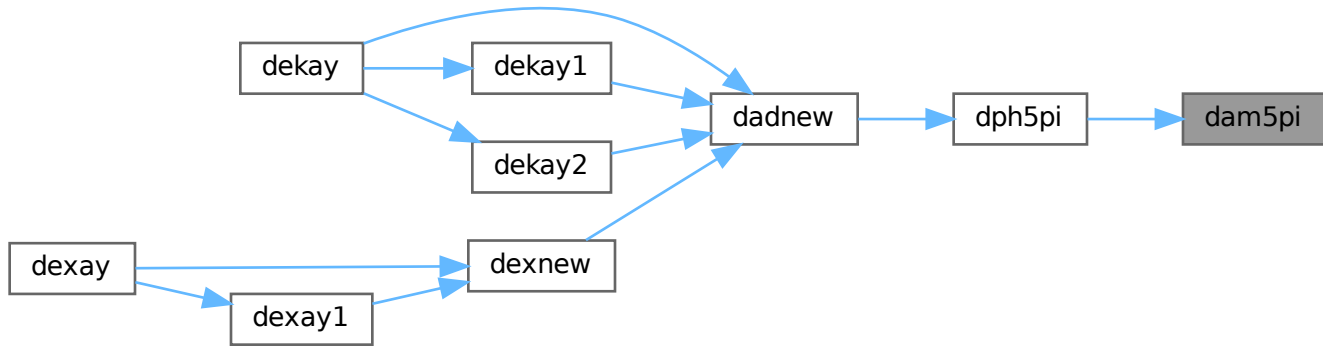 dekay
dekay1
dadnew
dph5pi
dam5pi
dekay2
dexay
dexnew
dexay1